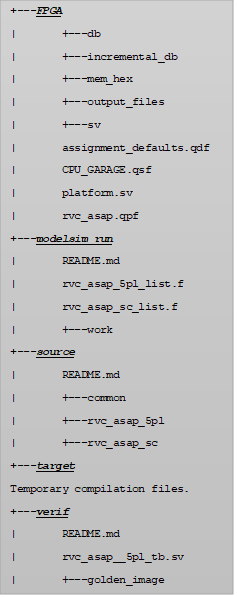 +---FPGA
|       +---db
|       +---incremental_db
|       +---mem_hex
|       +---output_files
|       +---sv
|       assignment_defaults.qdf
|       CPU_GARAGE.qsf
|       platform.sv
|       rvc_asap.qpf
+---modelsim_run
|       README.md
|       rvc_asap_5pl_list.f
|       rvc_asap_sc_list.f
|       +---work
+---source
|       README.md
|       +---common
|       +---rvc_asap_5pl
|       +---rvc_asap_sc
+---target
Temporary compilation files.
+---verif
|       README.md
|       rvc_asap__5pl_tb.sv
|       +---golden_image